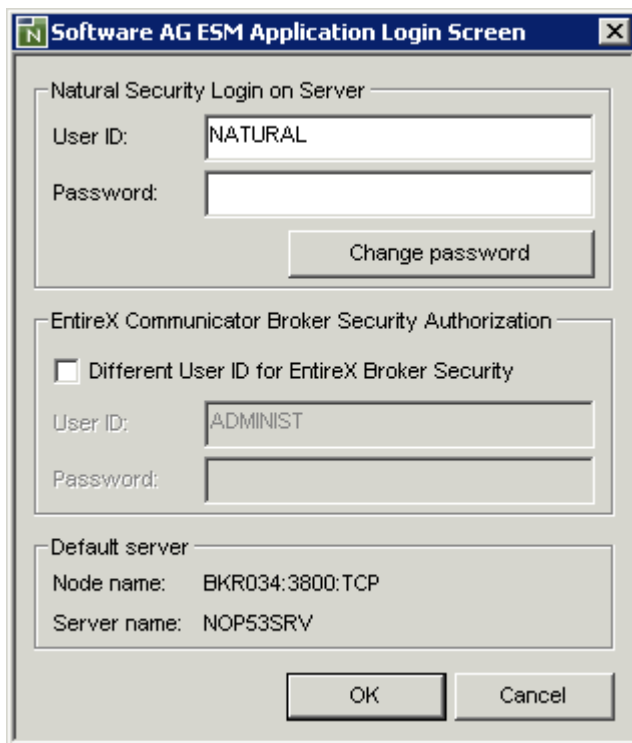 Software AG ESM Application Login Screen
Natural Security Login on Server
User ID: NATURAL
Password:
Change password
EntireX Communicator Broker Security Authorization
Different User ID for EntireX Broker Security
User ID: ADMINIST
Password:
Default server
Node name: BKR034:3800:TCP
Server name: NOP53SRV
OK Cancel